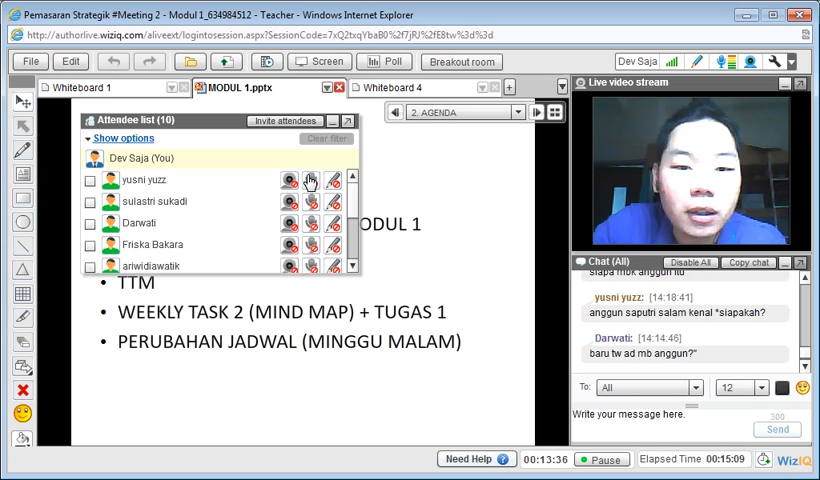 Pemasaran Strategik #Meeting 2 - Modul 1_634984512 - Teacher - Windows Internet Explorer
http://authorlive.wiziq.com/aliveext/logintosession.aspx?SessionCode=7xQ2txqYbaB0%2f7jRJ%2fE8tw%3d%3d
File
Edit
Screen
Poll
Breakout room
Dev Saja
Whiteboard 1
MODUL 1.pptx
Whiteboard 4
Live video stream
2. AGENDA
Attendee list (10)
Invite attendees
Show options
Clear filter
Dev Saja (You)
yusni yuzz
sulastri sukadi
Darwati
Friska Bakara
ariwidiawatik
ODUL 1
• TTM
• WEEKLY TASK 2 (MIND MAP) + TUGAS 1
• PERUBAHAN JADWAL (MINGGU MALAM)
Chat (All)
Disable All
Copy chat
siapa mbk anggun itu
yusni yuzz: [14:18:41]
anggun saputri salam kenal *siapakah?
Darwati: [14:14:46]
baru tw ad mb anggun?"
To:
All
12
Write your message here.
300
Send
Need Help ?
00:13:36
Pause
Elapsed Time
00:15:09
WizIQ